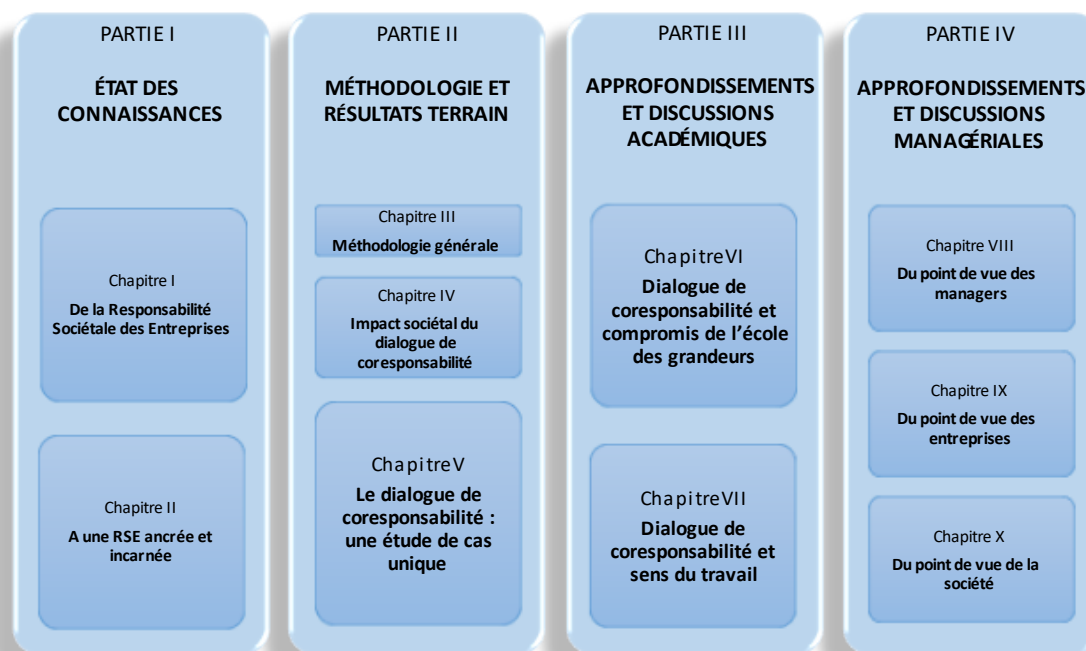 PARTIE I
ÉTAT DES
CONNAISSANCES
Chapitre I
De la Responsabilité
Sociétale des Entreprises
Chapitre II
A une RSE ancrée et
incarnée
PARTIE II
MÉTHODOLOGIE ET
RÉSULTATS TERRAIN
Chapitre III
Méthodologie générale
Chapitre IV
Impact sociétal du
dialogue de
coresponsabilité
Chapitre V
Le dialogue de
coresponsabilité :
une étude de cas
unique
PARTIE III
APPROFONDISSEMENTS
ET DISCUSSIONS
ACADÉMIQUES
Chapitre VI
Dialogue de
coresponsabilité et
compromis de l’école
des grandeurs
Chapitre VII
Dialogue de
coresponsabilité et
sens du travail
PARTIE IV
APPROFONDISSEMENTS
ET DISCUSSIONS
MANAGÉRIALES
Chapitre VIII
Du point de vue des
managers
Chapitre IX
Du point de vue des
entreprises
Chapitre X
Du point de vue de la
société